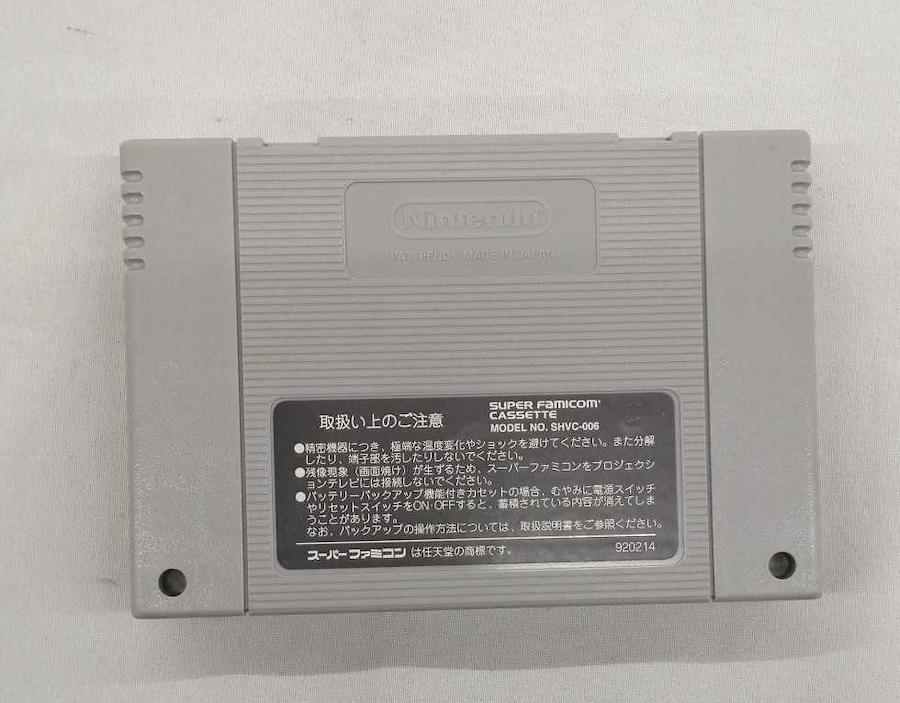 Nintendo
PAT. PEND. MADE IN JAPAN
取扱い上のご注意
SUPER FAMICOM
CASSETTE
MODEL NO. SHVC-006
●精密機器につき、極端な温度変化やショックを避けてください。また分解
したり、端子部を汚したりしないでください。
●残像現象（画面焼け）が生ずるため、スーパーファミコンをプロジェクシ
ョンテレビには接続しないでください。
●バッテリーバックアップ機能付きカセットの場合、むやみに電源スイッチ
やリセットスイッチをON・OFFすると、蓄積されている内容が消えてしま
うことがあります。
なお、バックアップの操作方法については、取扱説明書をご参照ください。
スーパーファミコン は任天堂の商標です。
920214